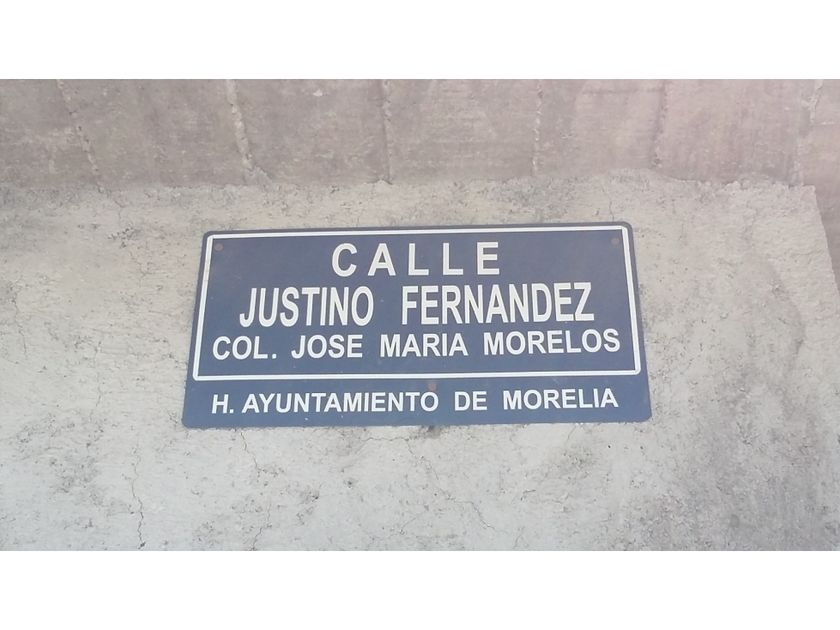 CALLE
JUSTINO FERNANDEZ
COL. JOSE MARIA MORELOS
H. AYUNTAMIENTO DE MORELIA